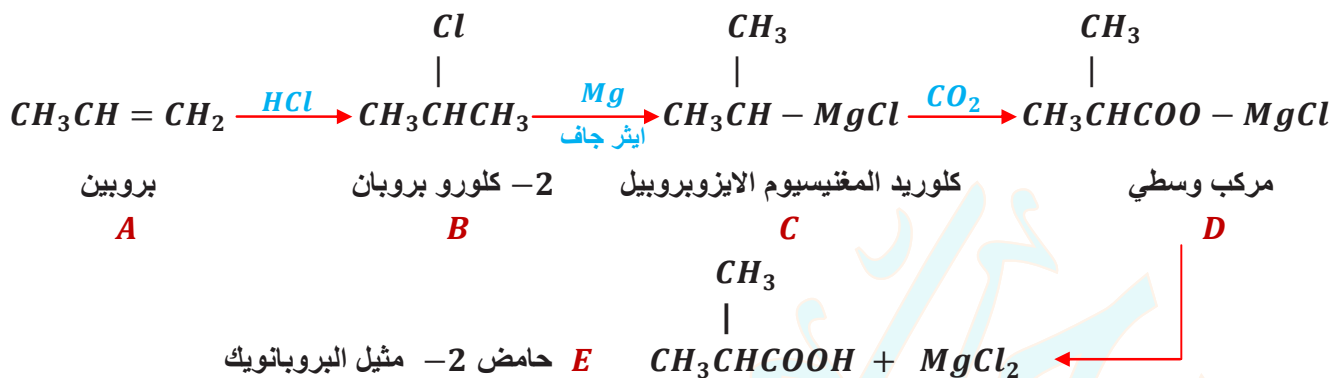 Cl CH₃ CH₃
| | |
CH₃CH = CH₂ HCl CH₃CHCH₃ Mg ايثر جاف CH₃CH − MgCl CO₂ CH₃CHCOO − MgCl
بروبين 2− كلورو بروبان كلوريد المغنيسيوم الايزوبروبيل مركب وسطي
A B C D
CH₃
|
CH₃CHCOOH + MgCl₂ E حامض 2− مثيل البروبانويك